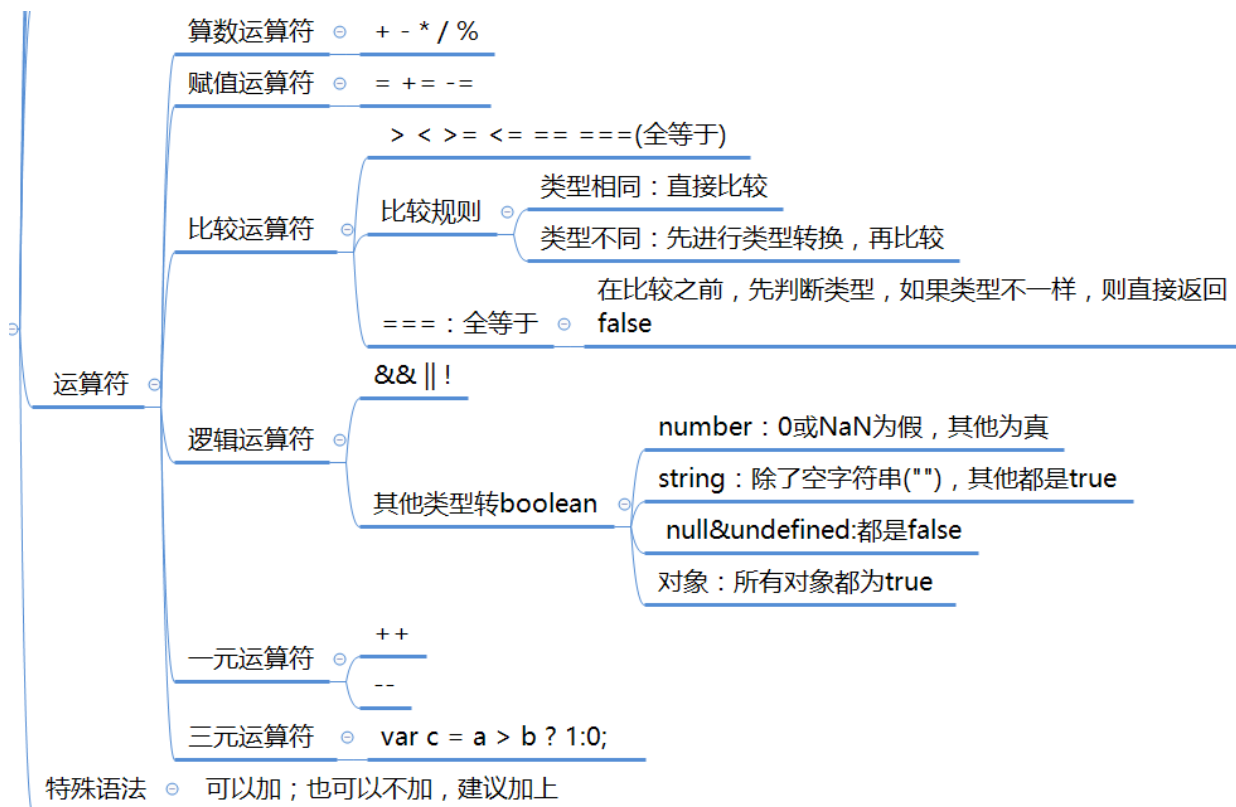 算数运算符
+ - * / %
赋值运算符
= += -=
比较运算符
> < >= <= == ===(全等于)
比较规则
类型相同：直接比较
类型不同：先进行类型转换，再比较
===：全等于
在比较之前，先判断类型，如果类型不一样，则直接返回
false
运算符
逻辑运算符
&& || !
其他类型转boolean
number：0或NaN为假，其他为真
string：除了空字符串("")，其他都是true
null&undefined:都是false
对象：所有对象都为true
一元运算符
++
--
三元运算符
var c = a > b ? 1:0;
特殊语法
可以加；也可以不加，建议加上